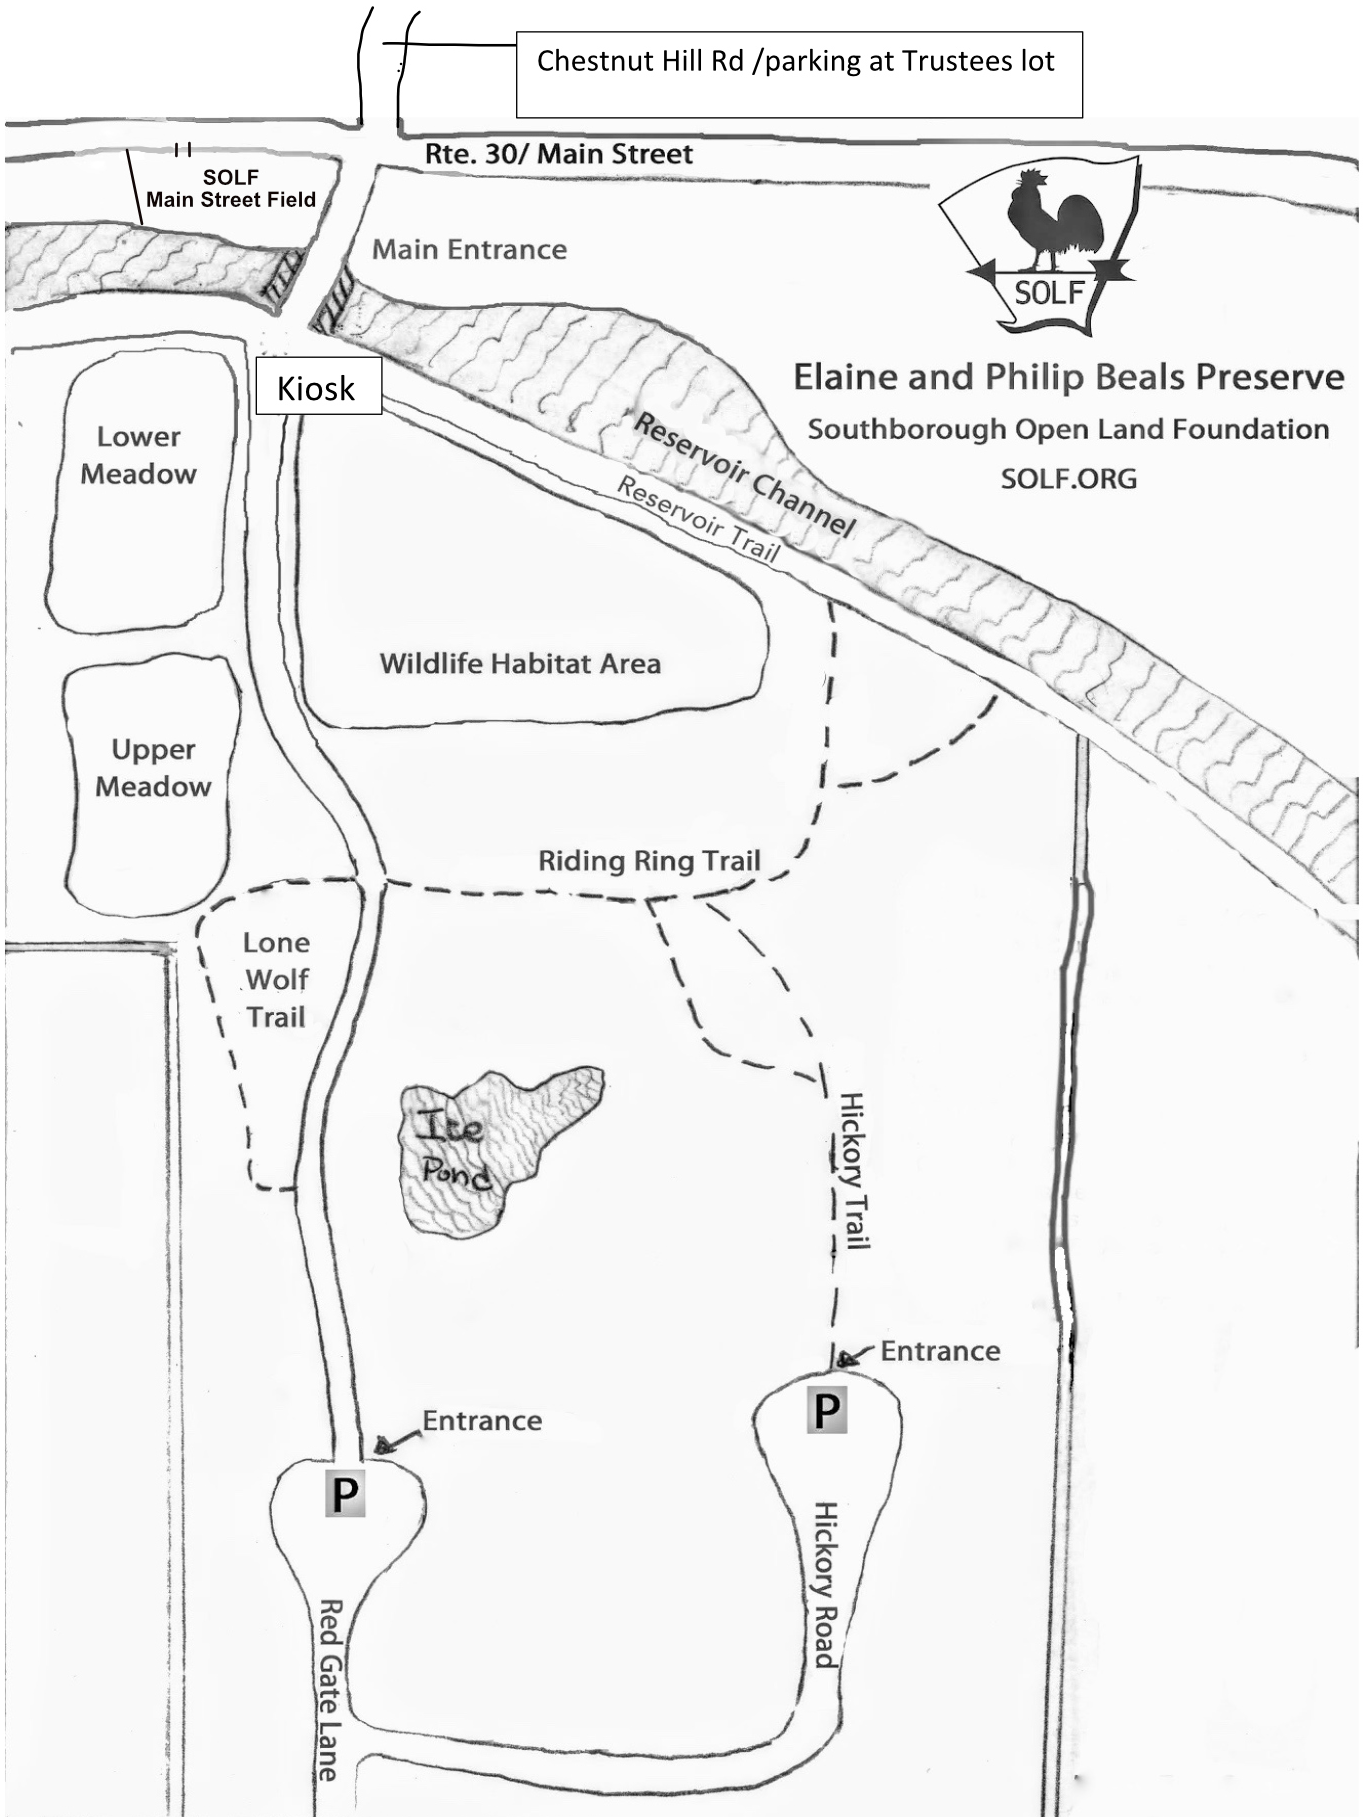 Chestnut Hill Rd /parking at Trustees lot
Rte. 30/ Main Street
SOLF
Main Street Field
Main Entrance
SOLF
Elaine and Philip Beals Preserve
Southborough Open Land Foundation
SOLF.ORG
Kiosk
Lower
Meadow
Reservoir Channel
Reservoir Trail
Wildlife Habitat Area
Upper
Meadow
Riding Ring Trail
Lone
Wolf
Trail
Ice
Pond
Hickory Trail
Entrance
P
Entrance
P
Hickory Road
Red Gate Lane